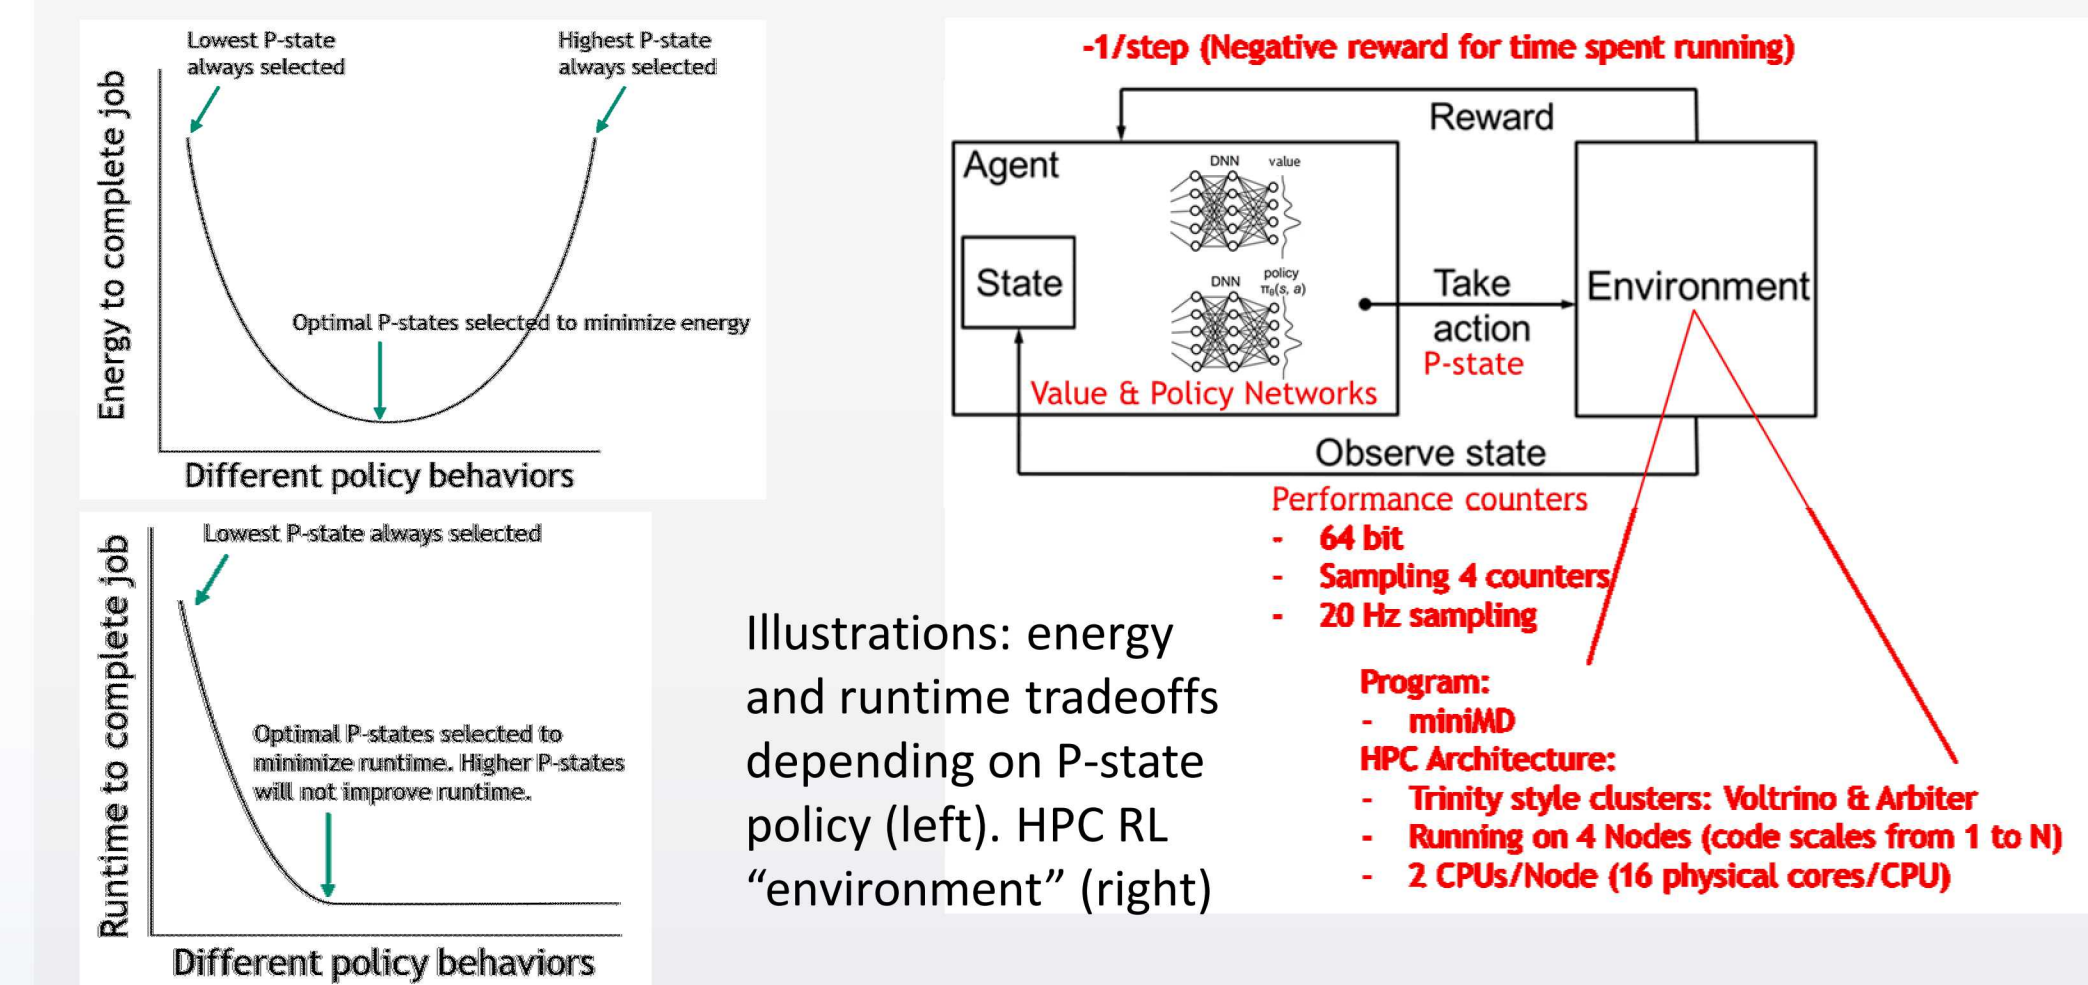 Lowest P-state
always selected
Highest P-state
always selected
Optimal P-states selected to minimize energy
Energy to complete job
Different policy behaviors
Lowest P-state always selected
Optimal P-states selected to
minimize runtime. Higher P-states
will not improve runtime.
Runtime to complete job
Different policy behaviors
Illustrations: energy
and runtime tradeoffs
depending on P-state
policy (left). HPC RL
“environment” (right)
-1/step (Negative reward for time spent running)
Reward
Agent
DNN value
State
DNN policy
πθ(s, a)
Value & Policy Networks
Take
action
P-state
Environment
Observe state
Performance counters
- 64 bit
- Sampling 4 counters
- 20 Hz sampling
Program:
- miniMD
HPC Architecture:
- Trinity style clusters: Voltrino & Arbiter
- Running on 4 Nodes (code scales from 1 to N)
- 2 CPUs/Node (16 physical cores/CPU)